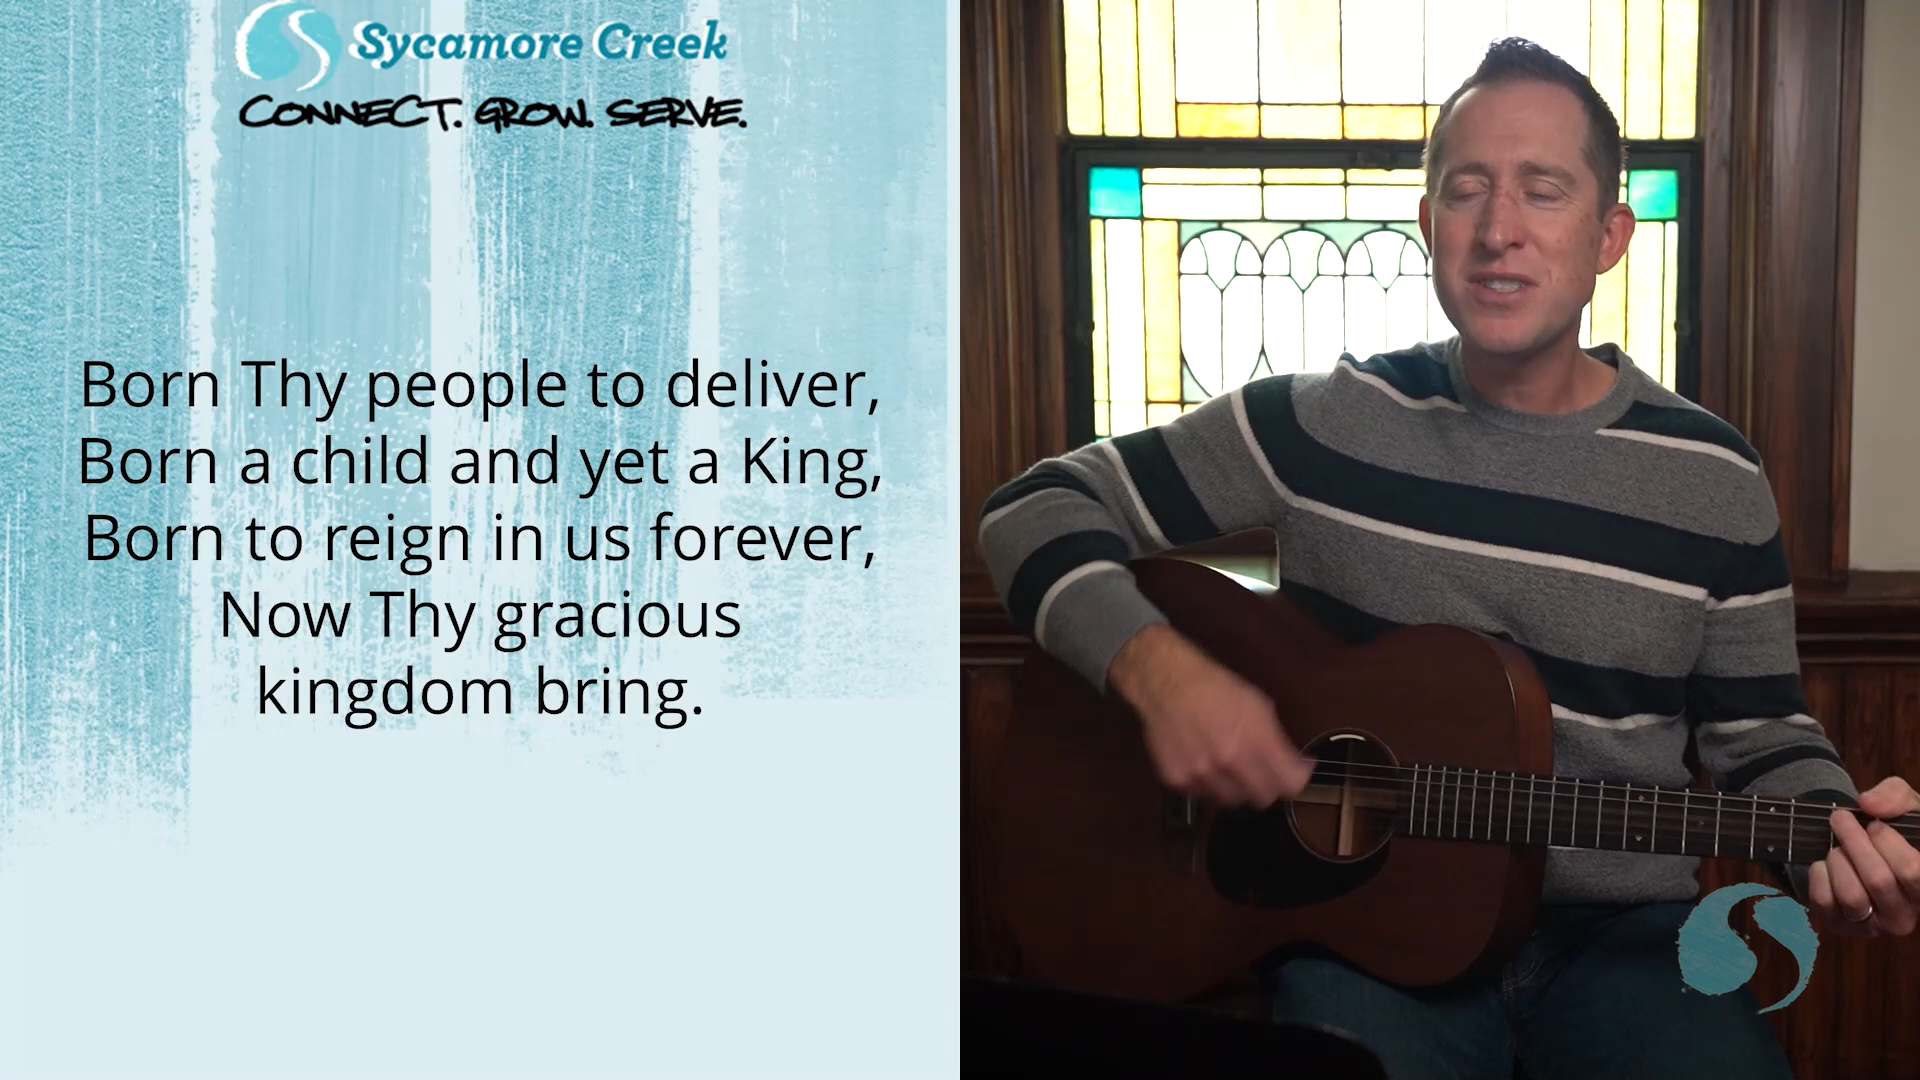 Sycamore Creek
CONNECT. GROW. SERVE.
Born Thy people to deliver,
Born a child and yet a King,
Born to reign in us forever,
Now Thy gracious
kingdom bring.